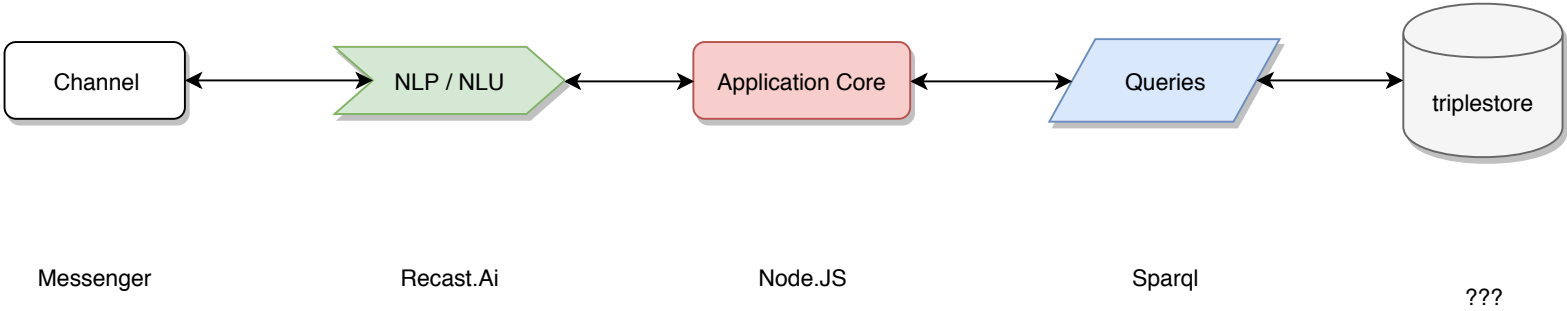 Channel
NLP / NLU
Application Core
Queries
triplestore
Messenger
Recast.Ai
Node.JS
Sparql
???